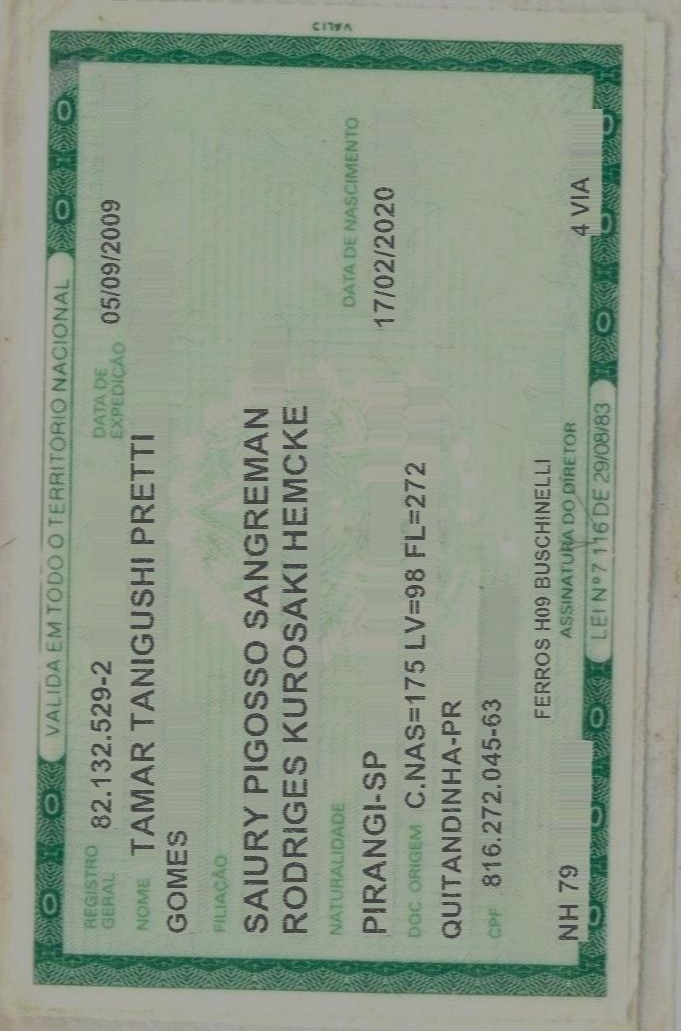 VALIDA EM TODO O TERRITORIO NACIONAL
REGISTRO GERAL 82.132.529-2 DATA DE EXPEDIÇÃO 05/09/2009
NOME TAMAR TANIGUSHI PRETTI
GOMES
FILIAÇÃO
SAIURY PIGOSSO SANGREMAN
RODRIGES KUROSAKI HEMCKE
NATURALIDADE DATA DE NASCIMENTO
PIRANGI-SP 17/02/2020
DOC ORIGEM C.NAS=175 LV=98 FL=272
QUITANDINHA-PR
CPF 816.272.045-63
FERROS H09 BUSCHINELLI
NH 79 ASSINATURA DO DIRETOR 4 VIA
LEI Nº 7 116 DE 29/08/83